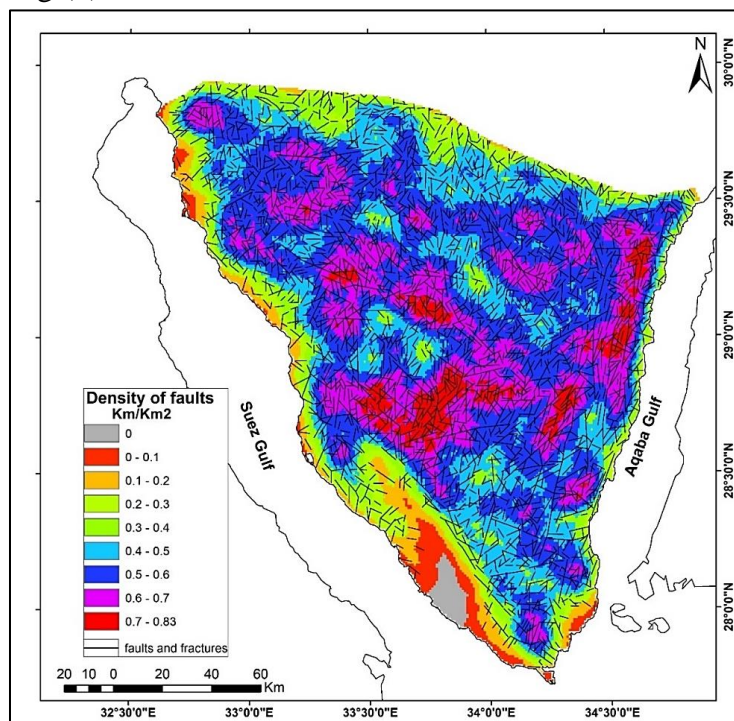 N
30°0'0"N
29°30'0"N
29°0'0"N
28°30'0"N
28°0'0"N
Suez Gulf
Aqaba Gulf
Density of faults
Km/Km2
0
0 - 0.1
0.1 - 0.2
0.2 - 0.3
0.3 - 0.4
0.4 - 0.5
0.5 - 0.6
0.6 - 0.7
0.7 - 0.83
faults and fractures
20 10 0 20 40 60
Km
32°30'0"E 33°0'0"E 33°30'0"E 34°0'0"E 34°30'0"E